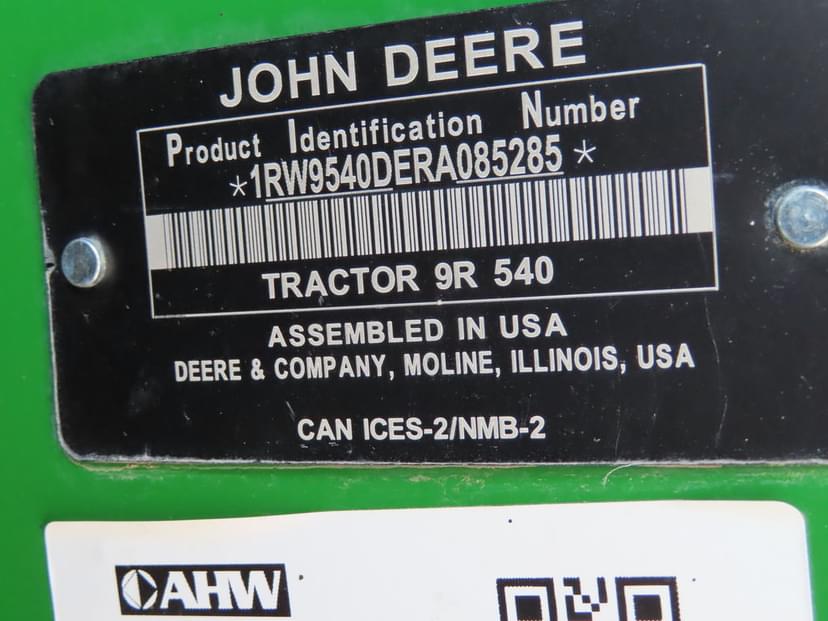 JOHN DEERE
Product Identification Number
*1RW9540DERA085285*
TRACTOR 9R 540
ASSEMBLED IN USA
DEERE & COMPANY, MOLINE, ILLINOIS, USA
CAN ICES-2/NMB-2
AHW